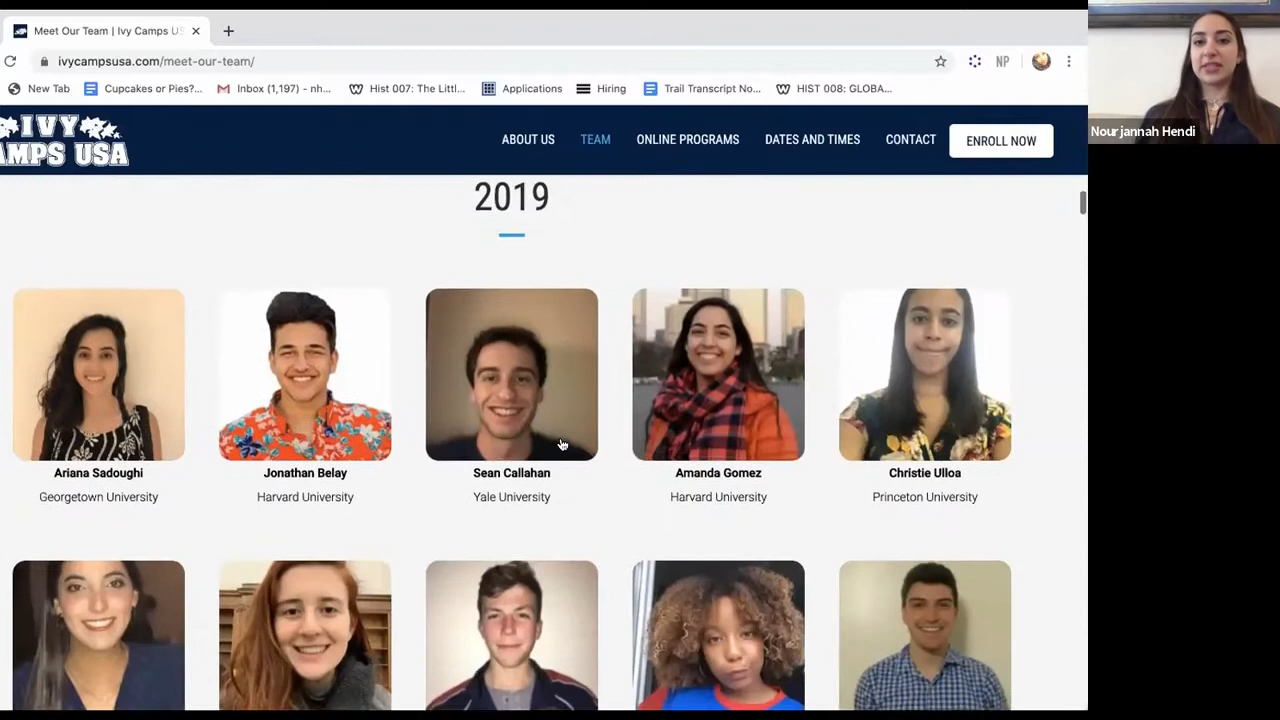 Meet Our Team | Ivy Camps US
ivycampsusa.com/meet-our-team/
NP
New Tab
Cupcakes or Pies?...
Inbox (1,197) - nh...
Hist 007: The Littl...
Applications
Hiring
Trail Transcript No...
HIST 008: GLOBA...
IVY
AMPS USA
ABOUT US
TEAM
ONLINE PROGRAMS
DATES AND TIMES
CONTACT
ENROLL NOW
Nourjannah Hendi
2019
Ariana Sadoughi
Georgetown University
Jonathan Belay
Harvard University
Sean Callahan
Yale University
Amanda Gomez
Harvard University
Christie Ulloa
Princeton University